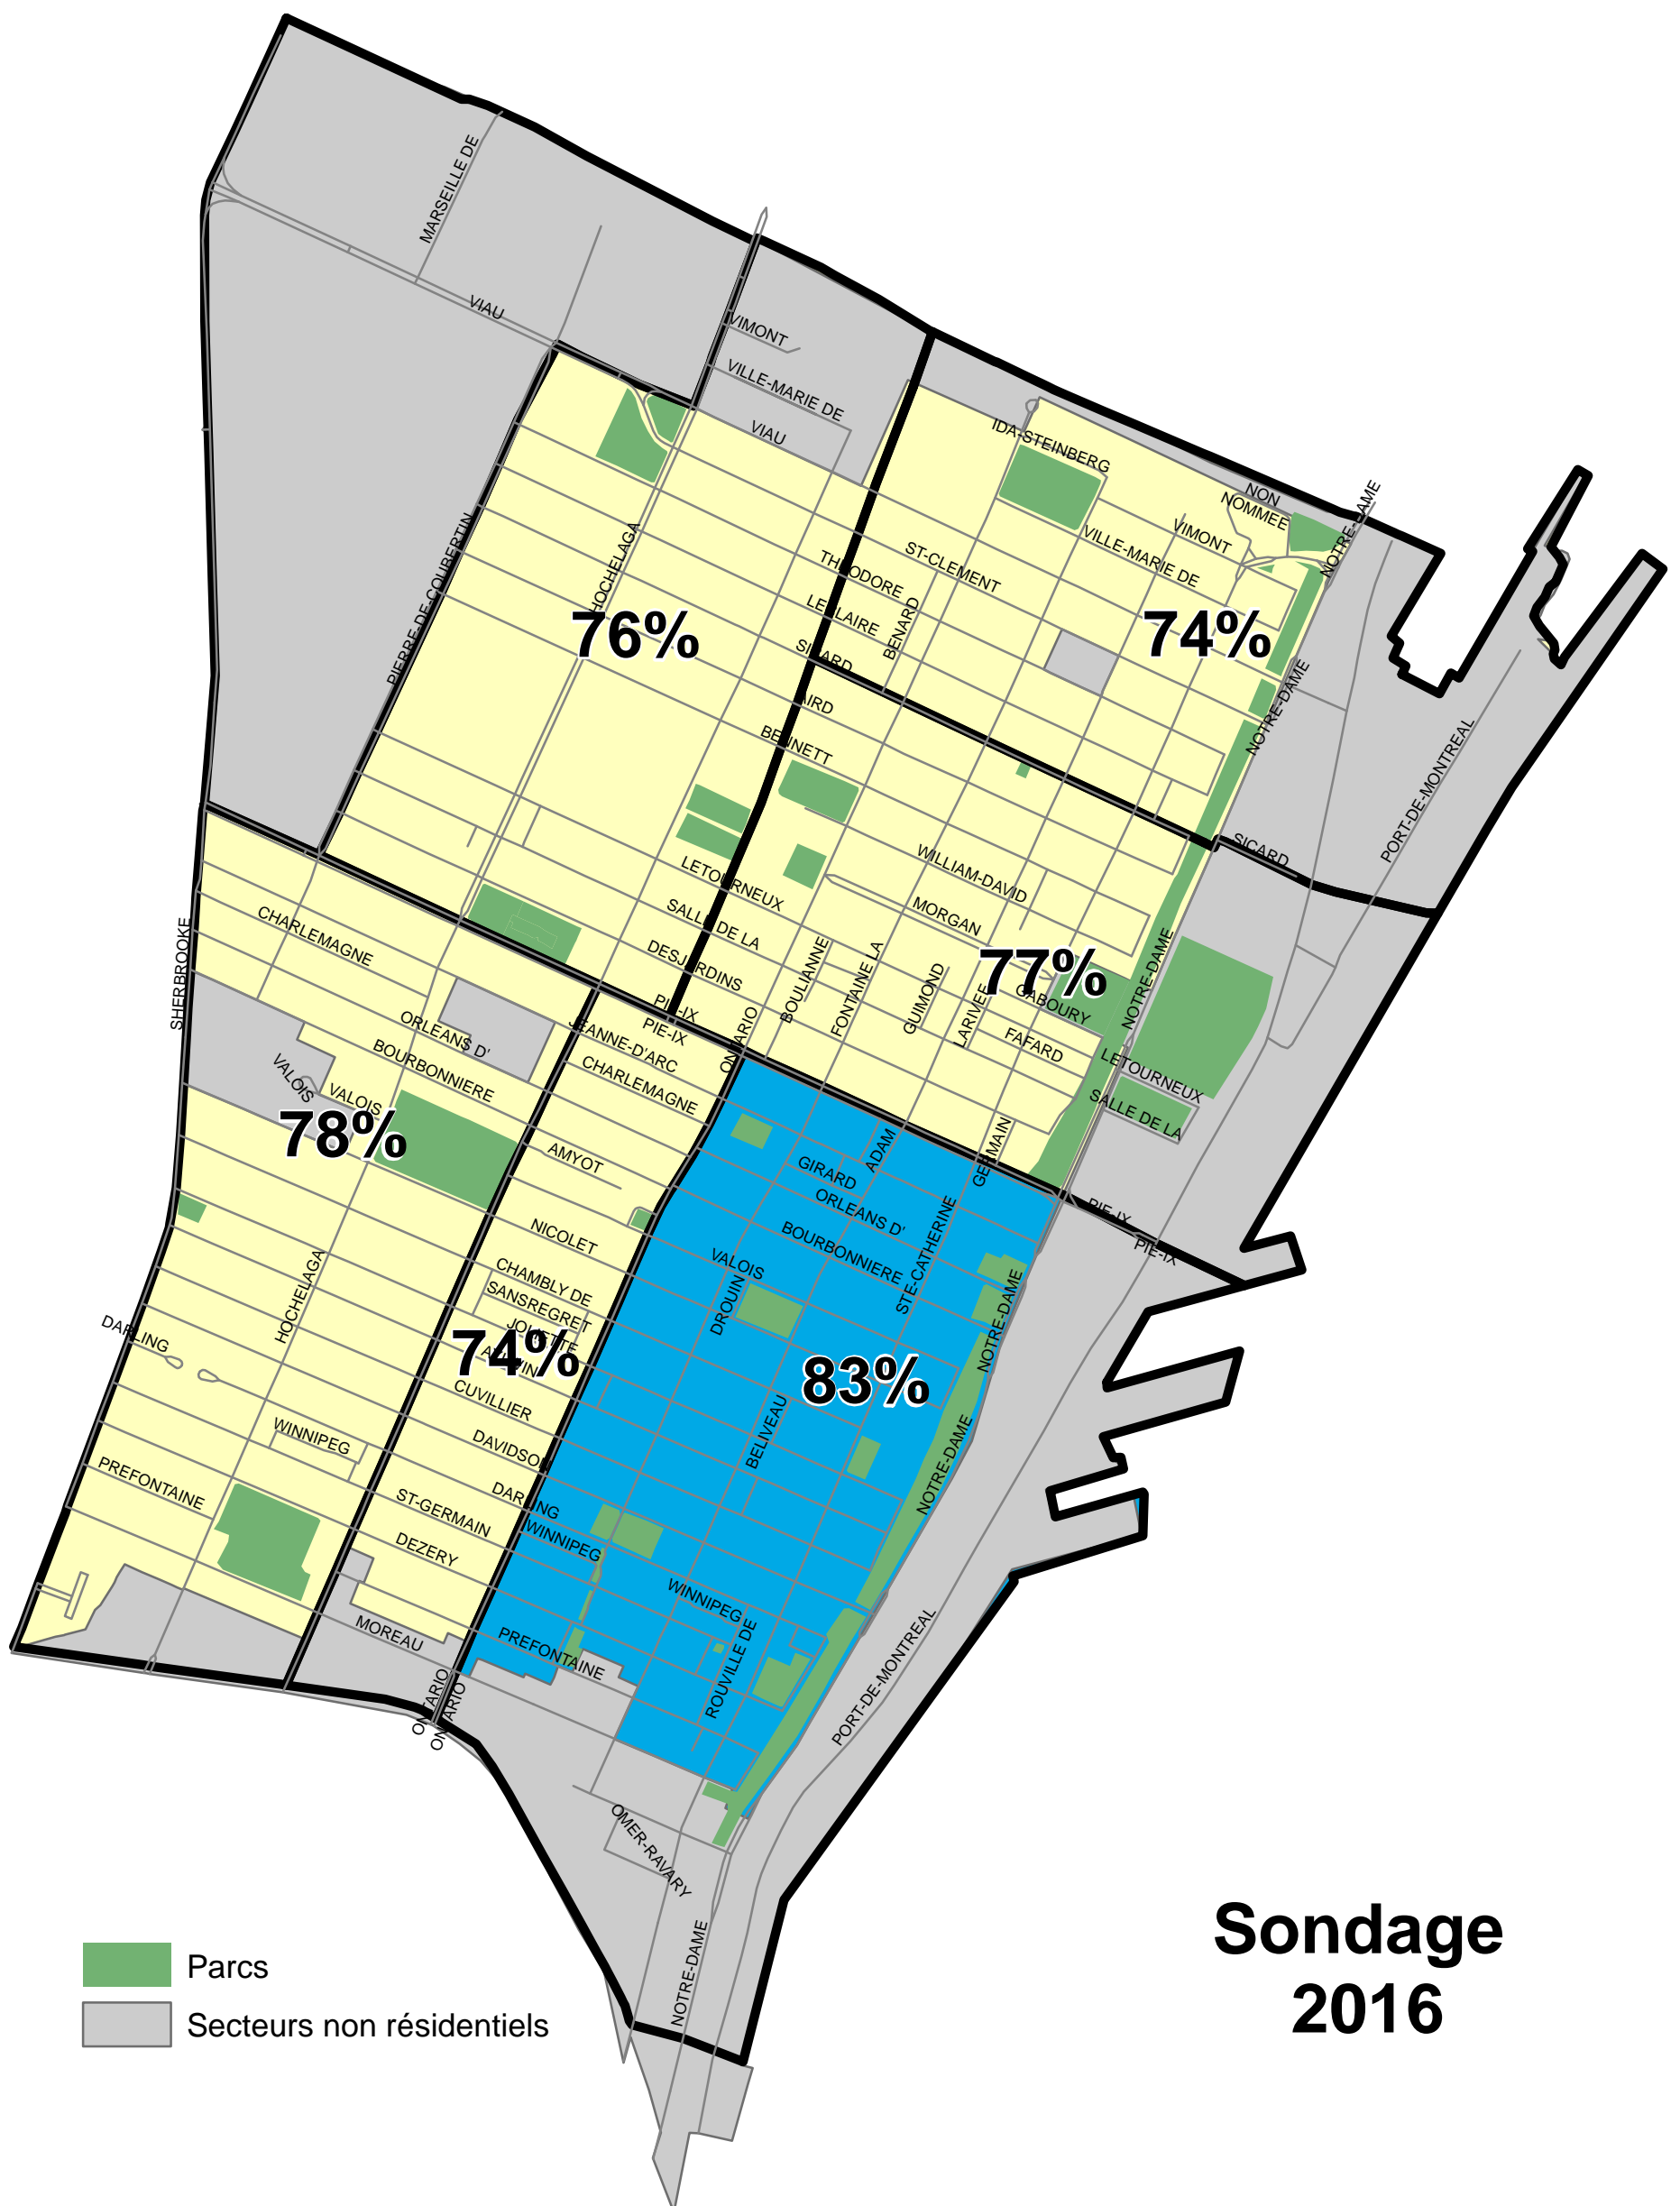 MARSEILLE DE
VIAU
VIMONT
VILLE-MARIE DE
VIAU
IDA-STEINBERG
NON
NOMMÉE
NOTRE-DAME
VIMONT
VILLE-MARIE DE
ST-CLEMENT
THEODORE
LECLAIRE
BENARD
SICARD
HOCHELAGA
PIERRE-DE-COUBERTIN
76%
74%
AIRD
BENNETT
NOTRE-DAME
PORT-DE-MONTREAL
SICARD
WILLIAM-DAVID
MORGAN
LETOURNEUX
SALLE DE LA
DESJARDINS
BOULIANNE
FONTAINE LA
GUIMOND
LARIVEE
77%
GABOURY
FAFARD
NOTRE-DAME
LETOURNEUX
SALLE DE LA
PIE-IX
PIE-IX
ONTARIO
SHERBROOKE
CHARLEMAGNE
ORLEANS D'
BOURBONNIERE
JEANNE-D'ARC
CHARLEMAGNE
VALOIS
VALOIS
78%
AMYOT
NICOLET
CHAMBLY DE
SANSREGRET
JOLIETTE
AYLWIN
74%
CUVILLIER
DAVIDSON
DARLING
WINNIPEG
ST-GERMAIN
DEZERY
HOCHELAGA
DARLING
WINNIPEG
PREFONTAINE
MOREAU
ONTARIO
ONTARIO
ADAM
GERMAIN
GIRARD
ORLEANS D'
BOURBONNIERE
STE-CATHERINE
VALOIS
DROUIN
PIE-IX
PIE-IX
NOTRE-DAME
83%
BELIVEAU
NOTRE-DAME
WINNIPEG
PREFONTAINE
ROUVILLE DE
PORT-DE-MONTREAL
OMER-RAVARY
NOTRE-DAME
Parcs
Secteurs non résidentiels
Sondage
2016